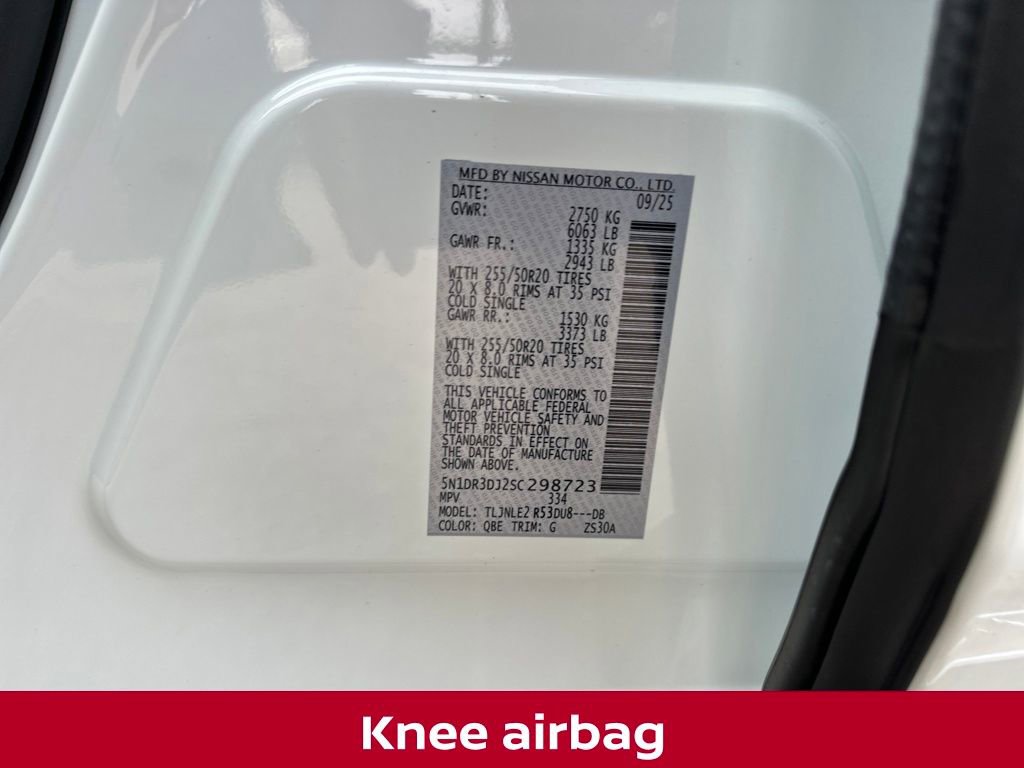 MFD BY NISSAN MOTOR CO., LTD.
DATE: 09/25
GVWR: 2750 KG
6063 LB
GAWR FR.: 1335 KG
2943 LB
WITH 255/50R20 TIRES
20 X 8.0 RIMS AT 35 PSI
COLD SINGLE
GAWR RR.: 1530 KG
3373 LB
WITH 255/50R20 TIRES
20 X 8.0 RIMS AT 35 PSI
COLD SINGLE
THIS VEHICLE CONFORMS TO
ALL APPLICABLE FEDERAL
MOTOR VEHICLE SAFETY AND
THEFT PREVENTION
STANDARDS IN EFFECT ON
THE DATE OF MANUFACTURE
SHOWN ABOVE.
5N1DR3DJ2SC298723
MPV 334
MODEL: TLJNLE2 R53DU8---DB
COLOR: QBE TRIM: G ZS30A
Knee airbag